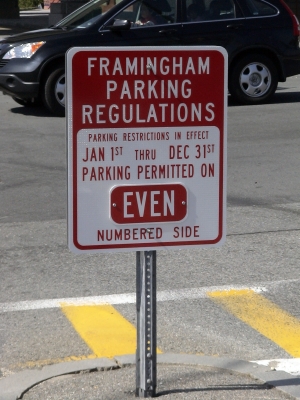 FRAMINGHAM
PARKING
REGULATIONS
PARKING RESTRICTIONS IN EFFECT
JAN 1ST THRU DEC 31ST
PARKING PERMITTED ON
EVEN
NUMBERED SIDE